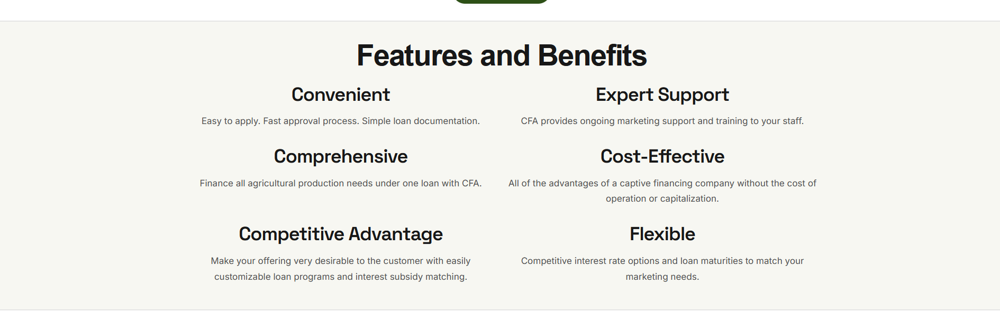 Features and Benefits
Convenient
Easy to apply. Fast approval process. Simple loan documentation.
Expert Support
CFA provides ongoing marketing support and training to your staff.
Comprehensive
Finance all agricultural production needs under one loan with CFA.
Cost-Effective
All of the advantages of a captive financing company without the cost of
operation or capitalization.
Competitive Advantage
Make your offering very desirable to the customer with easily
customizable loan programs and interest subsidy matching.
Flexible
Competitive interest rate options and loan maturities to match your
marketing needs.